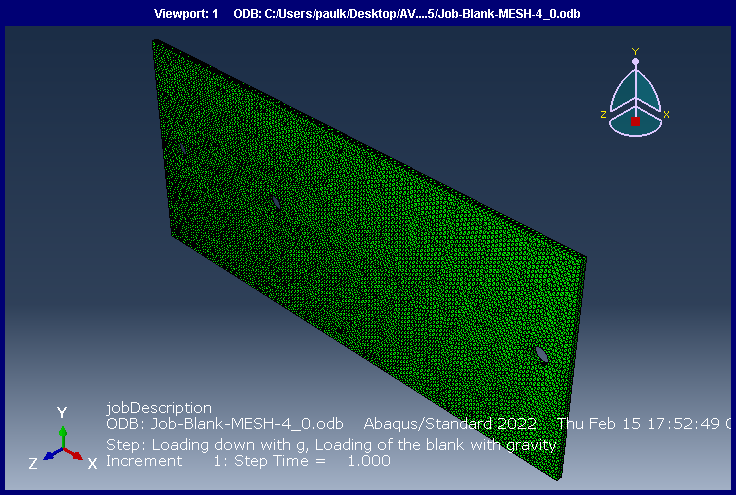 Viewport: 1 ODB: C:/Users/paulk/Desktop/AV....5/Job-Blank-MESH-4_0.odb
Y
Z
X
Y
Z
X
jobDescription
ODB: Job-Blank-MESH-4_0.odb Abaqus/Standard 2022 Thu Feb 15 17:52:49
Step: Loading down with g, Loading of the blank with gravity
Increment 1: Step Time = 1.000